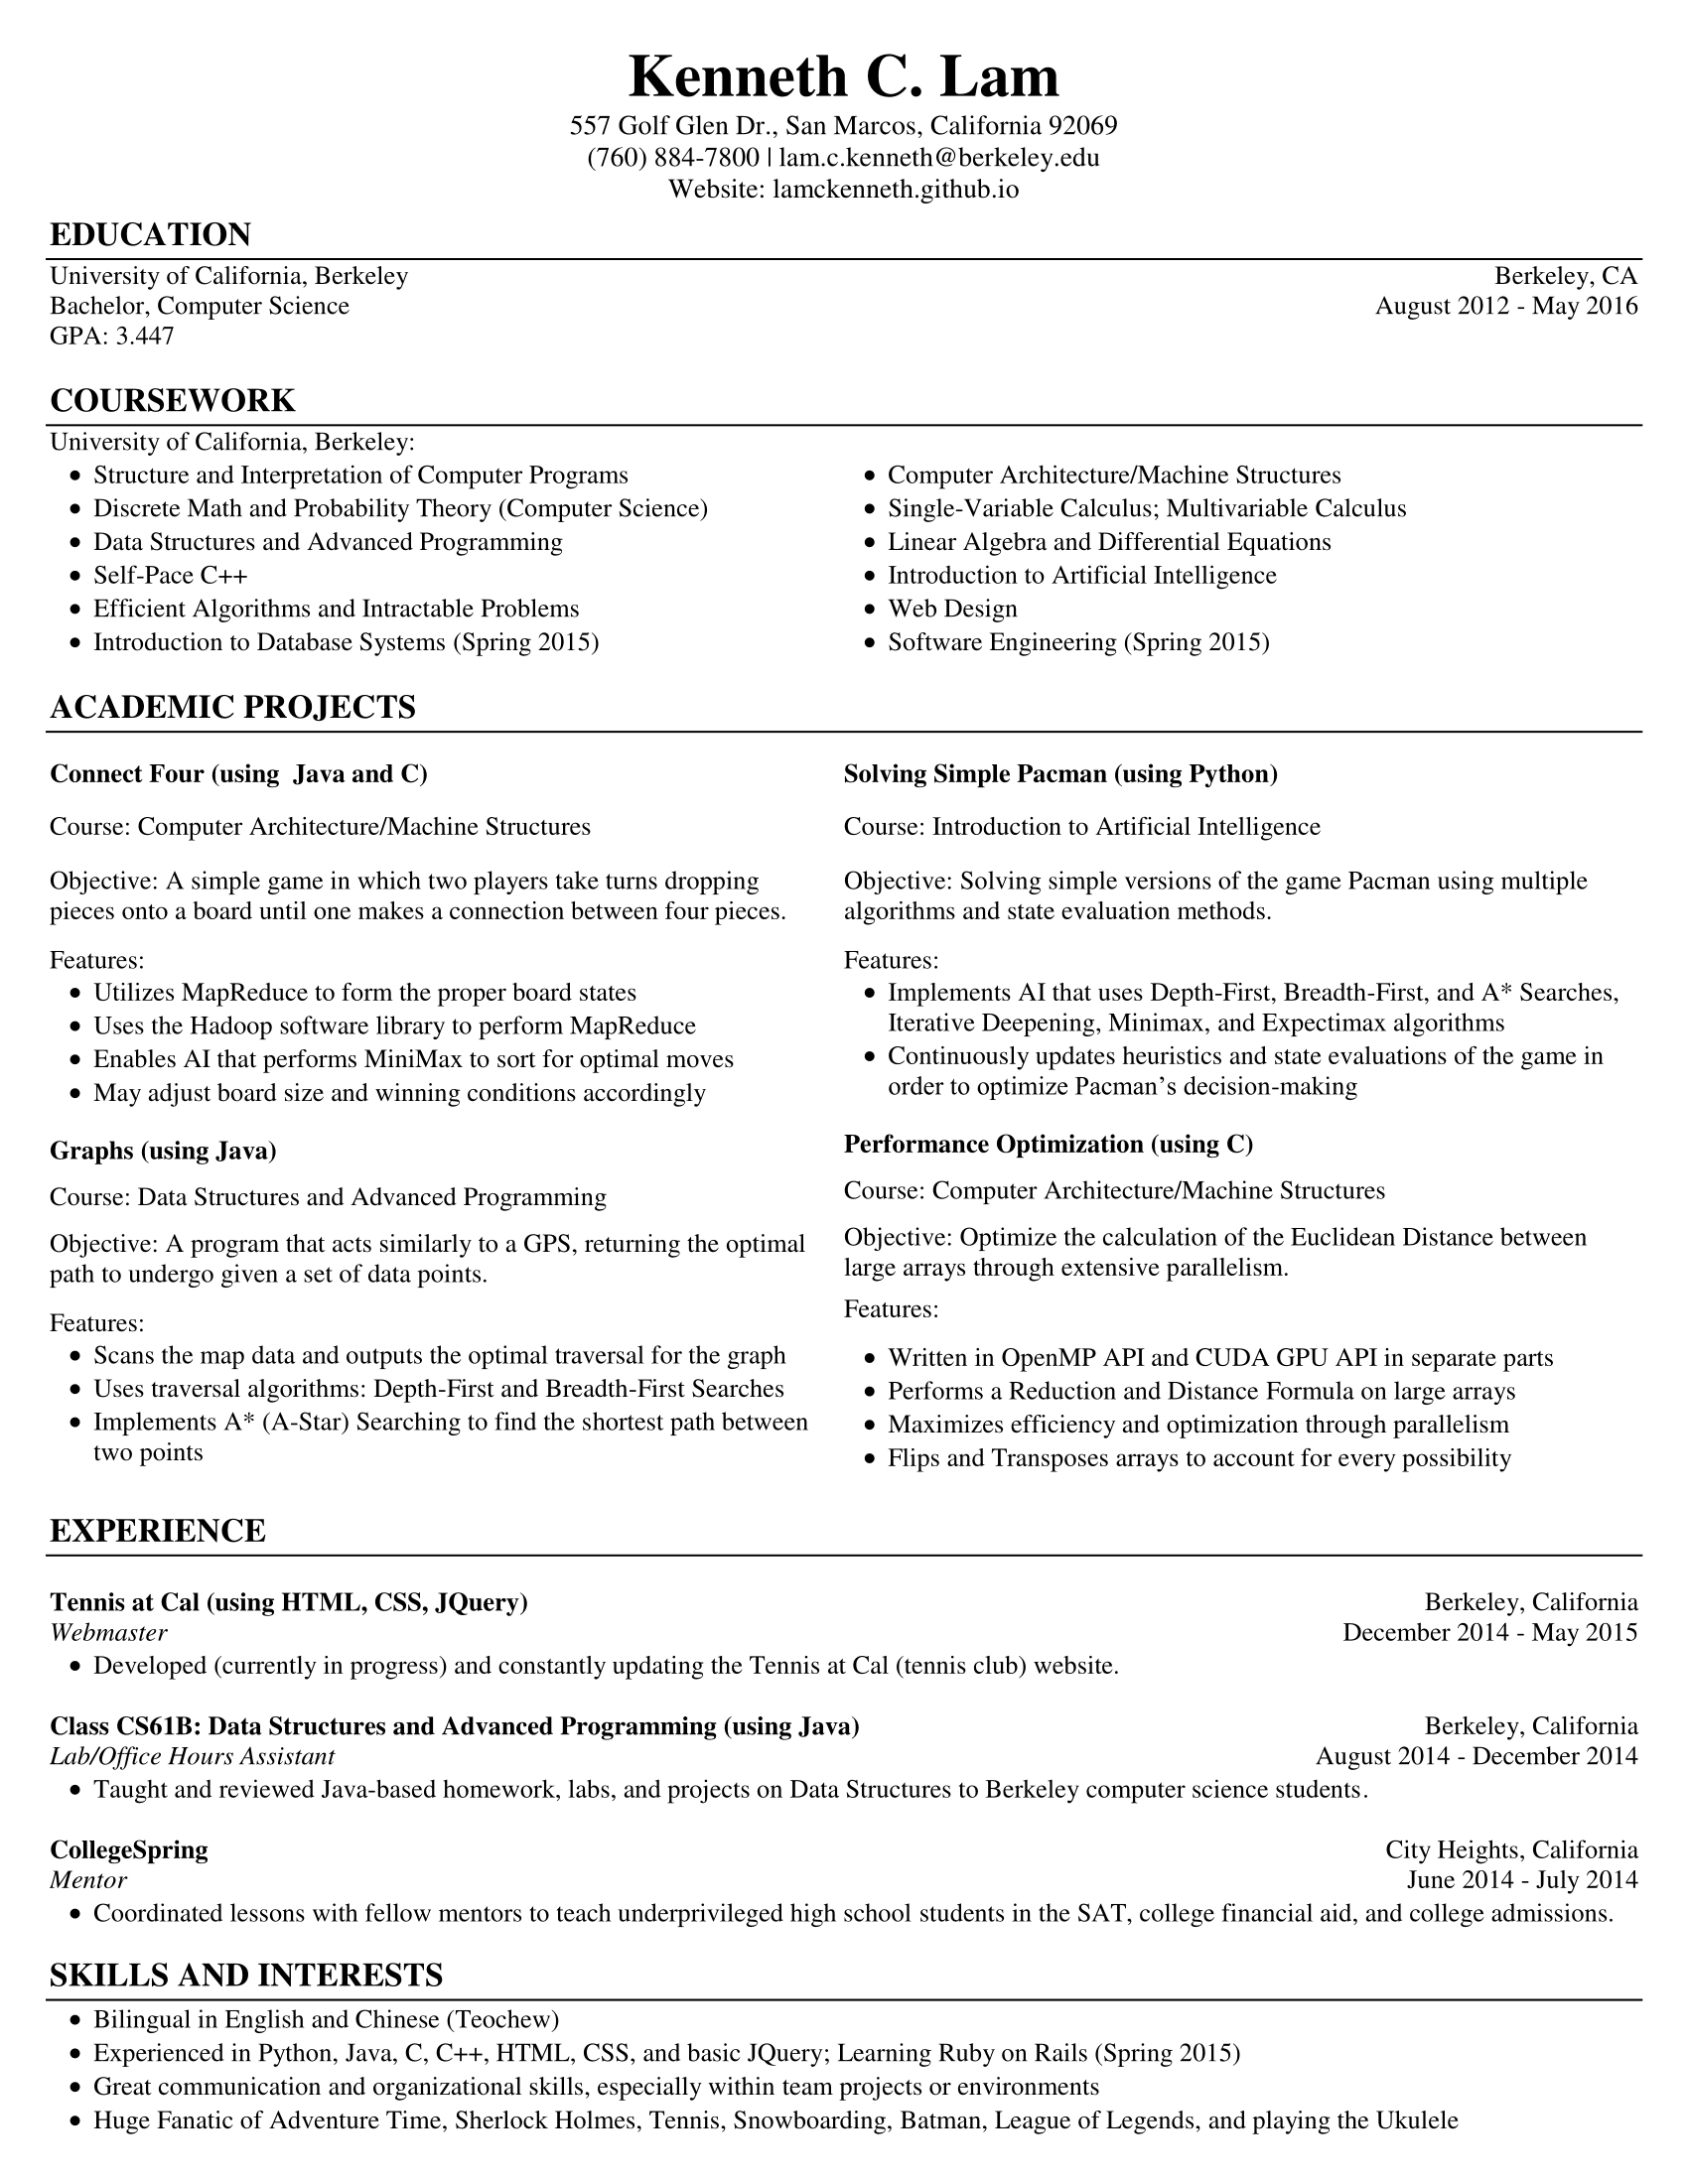 Kenneth C. Lam
557 Golf Glen Dr., San Marcos, California 92069
(760) 884-7800 | lam.c.kenneth@berkeley.edu
Website: lamckenneth.github.io
EDUCATION
University of California, Berkeley Berkeley, CA
Bachelor, Computer Science August 2012 - May 2016
GPA: 3.447
COURSEWORK
University of California, Berkeley:
• Structure and Interpretation of Computer Programs
• Discrete Math and Probability Theory (Computer Science)
• Data Structures and Advanced Programming
• Self-Pace C++
• Efficient Algorithms and Intractable Problems
• Introduction to Database Systems (Spring 2015)
• Computer Architecture/Machine Structures
• Single-Variable Calculus; Multivariable Calculus
• Linear Algebra and Differential Equations
• Introduction to Artificial Intelligence
• Web Design
• Software Engineering (Spring 2015)
ACADEMIC PROJECTS
Connect Four (using  Java and C)
Course: Computer Architecture/Machine Structures
Objective: A simple game in which two players take turns dropping
pieces onto a board until one makes a connection between four pieces.
Features:
• Utilizes MapReduce to form the proper board states
• Uses the Hadoop software library to perform MapReduce
• Enables AI that performs MiniMax to sort for optimal moves
• May adjust board size and winning conditions accordingly
Graphs (using Java)
Course: Data Structures and Advanced Programming
Objective: A program that acts similarly to a GPS, returning the optimal
path to undergo given a set of data points.
Features:
• Scans the map data and outputs the optimal traversal for the graph
• Uses traversal algorithms: Depth-First and Breadth-First Searches
• Implements A* (A-Star) Searching to find the shortest path between
two points
Solving Simple Pacman (using Python)
Course: Introduction to Artificial Intelligence
Objective: Solving simple versions of the game Pacman using multiple
algorithms and state evaluation methods.
Features:
• Implements AI that uses Depth-First, Breadth-First, and A* Searches,
Iterative Deepening, Minimax, and Expectimax algorithms
• Continuously updates heuristics and state evaluations of the game in
order to optimize Pacman’s decision-making
Performance Optimization (using C)
Course: Computer Architecture/Machine Structures
Objective: Optimize the calculation of the Euclidean Distance between
large arrays through extensive parallelism.
Features:
• Written in OpenMP API and CUDA GPU API in separate parts
• Performs a Reduction and Distance Formula on large arrays
• Maximizes efficiency and optimization through parallelism
• Flips and Transposes arrays to account for every possibility
EXPERIENCE
Tennis at Cal (using HTML, CSS, JQuery) Berkeley, California
Webmaster December 2014 - May 2015
• Developed (currently in progress) and constantly updating the Tennis at Cal (tennis club) website.
Class CS61B: Data Structures and Advanced Programming (using Java) Berkeley, California
Lab/Office Hours Assistant August 2014 - December 2014
• Taught and reviewed Java-based homework, labs, and projects on Data Structures to Berkeley computer science students.
CollegeSpring City Heights, California
Mentor June 2014 - July 2014
• Coordinated lessons with fellow mentors to teach underprivileged high school students in the SAT, college financial aid, and college admissions.
SKILLS AND INTERESTS
• Bilingual in English and Chinese (Teochew)
• Experienced in Python, Java, C, C++, HTML, CSS, and basic JQuery; Learning Ruby on Rails (Spring 2015)
• Great communication and organizational skills, especially within team projects or environments
• Huge Fanatic of Adventure Time, Sherlock Holmes, Tennis, Snowboarding, Batman, League of Legends, and playing the Ukulele